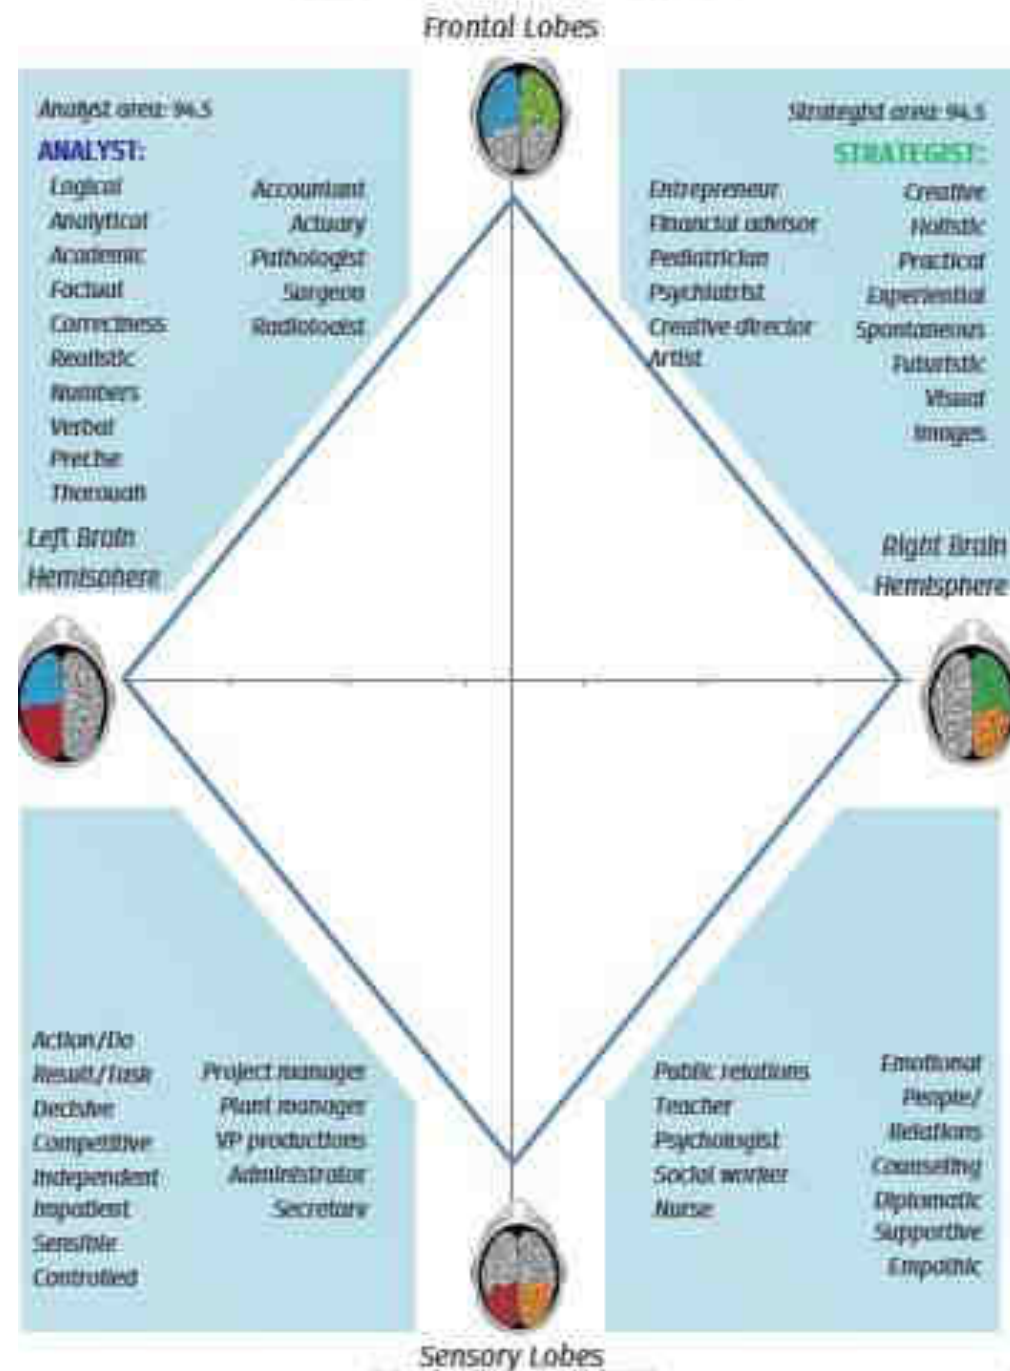 Frontal Lobes
Analyst area: 94.5
ANALYST:
Logical
Analytical
Academic
Factual
Correctness
Realistic
Numbers
Verbal
Precise
Thorough
Accountant
Actuary
Pathologist
Surgeon
Radiologist
Strategist area: 94.5
STRATEGIST:
Entrepreneur
Financial advisor
Pediatrician
Psychiatrist
Creative director
Artist
Creative
Holistic
Practical
Experiential
Spontaneous
Futuristic
Visual
Images
Left Brain
Hemisphere
Right Brain
Hemisphere
Action/Do
Result/Task
Decisive
Competitive
Independent
Impatient
Sensible
Controlled
Project manager
Plant manager
VP productions
Administrator
Secretary
Public relations
Teacher
Psychologist
Social worker
Nurse
Emotional
People/
Relations
Counseling
Diplomatic
Supportive
Empathic
Sensory Lobes